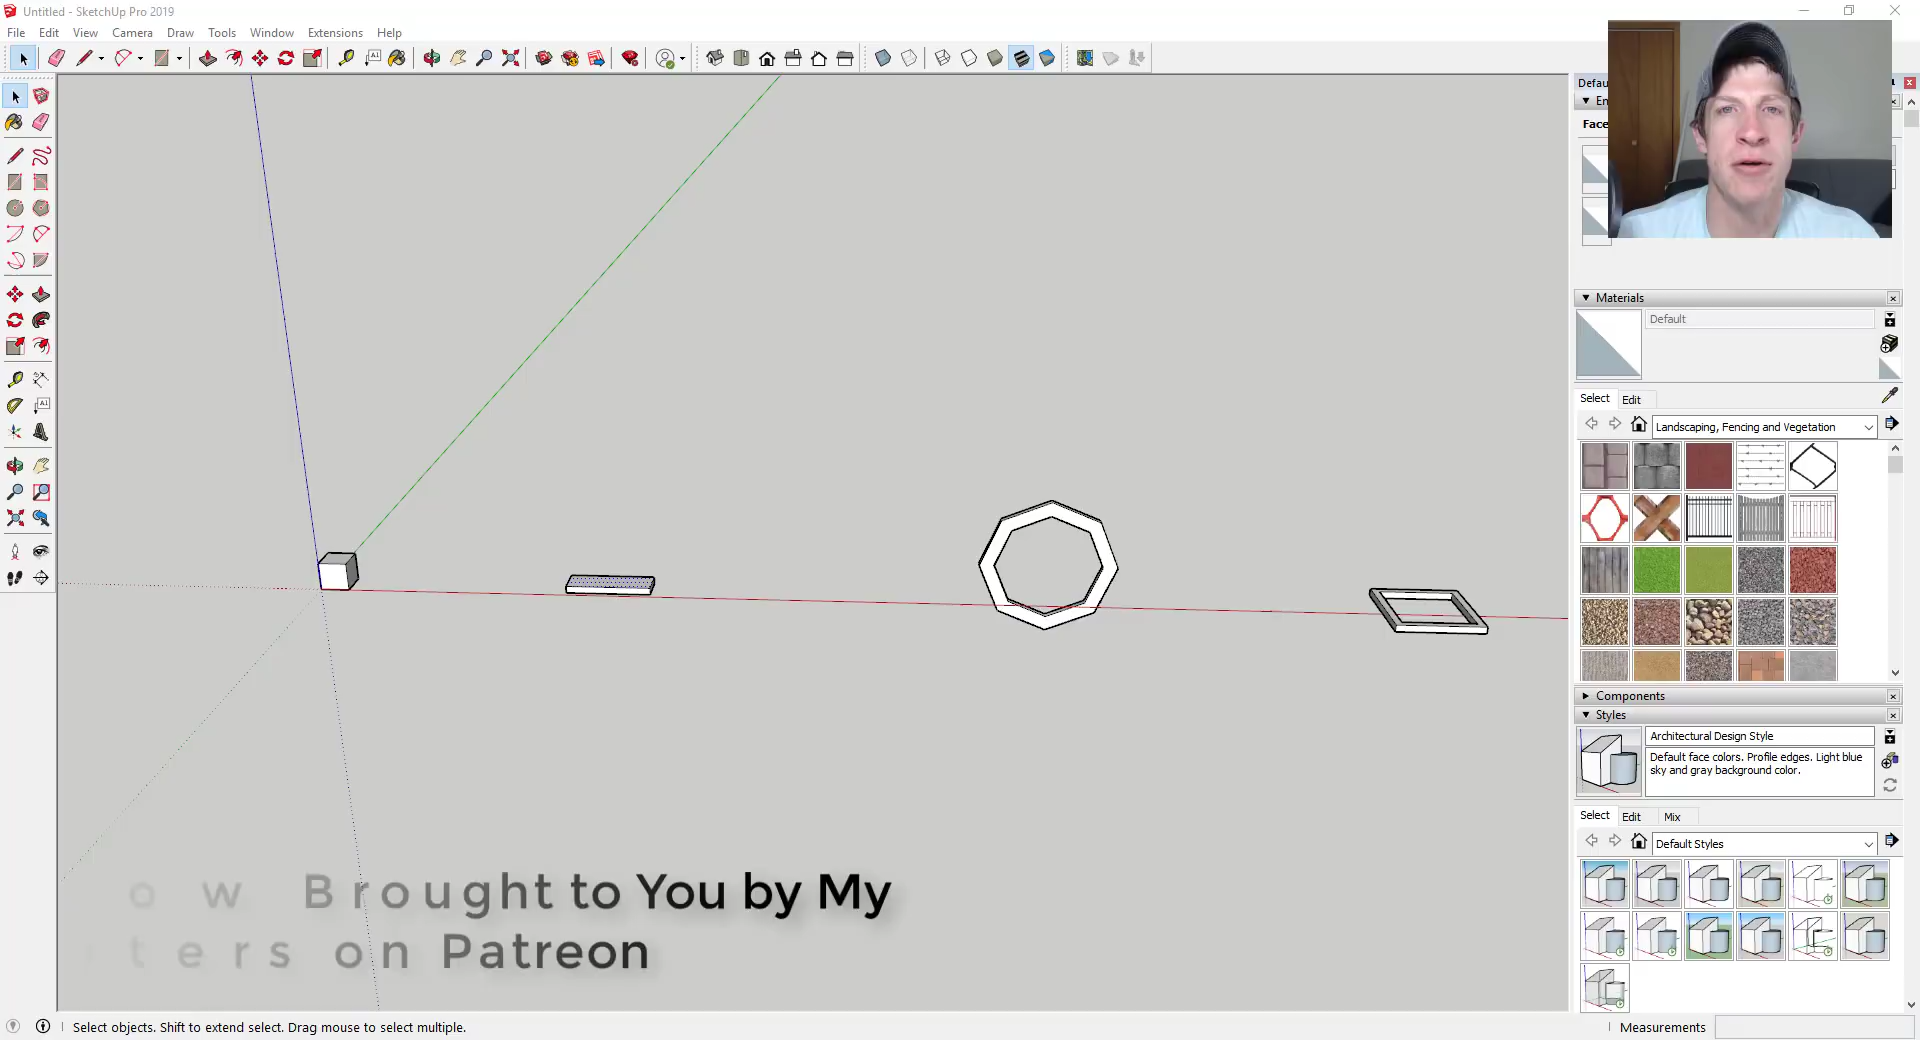 Untitled - SketchUp Pro 2019
File Edit View Camera Draw Tools Window Extensions Help
Defau
En
Face
Materials
Default
Select Edit
Landscaping, Fencing and Vegetation
Components
Styles
Architectural Design Style
Default face colors. Profile edges. Light blue
sky and gray background color.
Select Edit Mix
Default Styles
o w Brought to You by My
ters on Patreon
Select objects. Shift to extend select. Drag mouse to select multiple.
Measurements